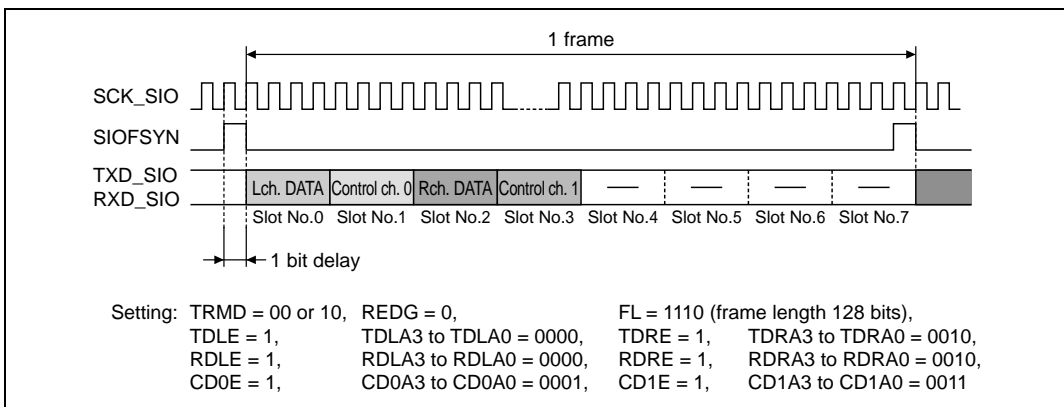 1 frame
SCK_SIO
SIOFSYN
TXD_SIO
RXD_SIO
Lch. DATA Control ch. 0 Rch. DATA Control ch. 1 — — — —
Slot No.0 Slot No.1 Slot No.2 Slot No.3 Slot No.4 Slot No.5 Slot No.6 Slot No.7
1 bit delay
Setting: TRMD = 00 or 10, REDG = 0, FL = 1110 (frame length 128 bits),
TDLE = 1, TDLA3 to TDLA0 = 0000, TDRE = 1, TDRA3 to TDRA0 = 0010,
RDLE = 1, RDLA3 to RDLA0 = 0000, RDRE = 1, RDRA3 to RDRA0 = 0010,
CD0E = 1, CD0A3 to CD0A0 = 0001, CD1E = 1, CD1A3 to CD1A0 = 0011